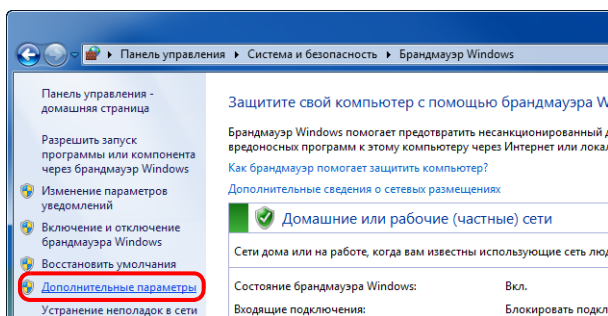 Панель управления ▸ Система и безопасность ▸ Брандмауэр Windows
Панель управления -
домашняя страница
Разрешить запуск
программы или компонента
через брандмауэр Windows
Изменение параметров
уведомлений
Включение и отключение
брандмауэра Windows
Восстановить умолчания
Дополнительные параметры
Устранение неполадок в сети
Защитите свой компьютер с помощью брандмауэра W
Брандмауэр Windows помогает предотвратить несанкционированный
вредоносных программ к этому компьютеру через Интернет или лока
Как брандмауэр помогает защитить компьютер?
Дополнительные сведения о сетевых размещениях
Домашние или рабочие (частные) сети
Сети дома или на работе, когда вам известны использующие сеть лю
Состояние брандмауэра Windows: Вкл.
Входящие подключения: Блокировать подкл